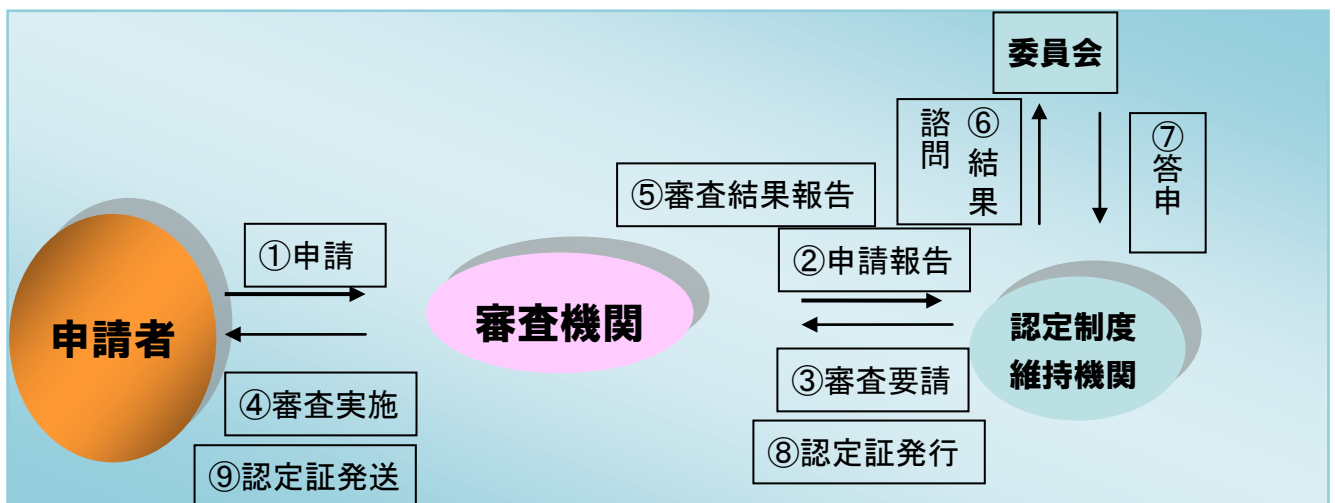 委員会
諮問
⑥結果
⑦答申
⑤審査結果報告
①申請
②申請報告
申請者
審査機関
認定制度
維持機関
④審査実施
③審査要請
⑨認定証発送
⑧認定証発行